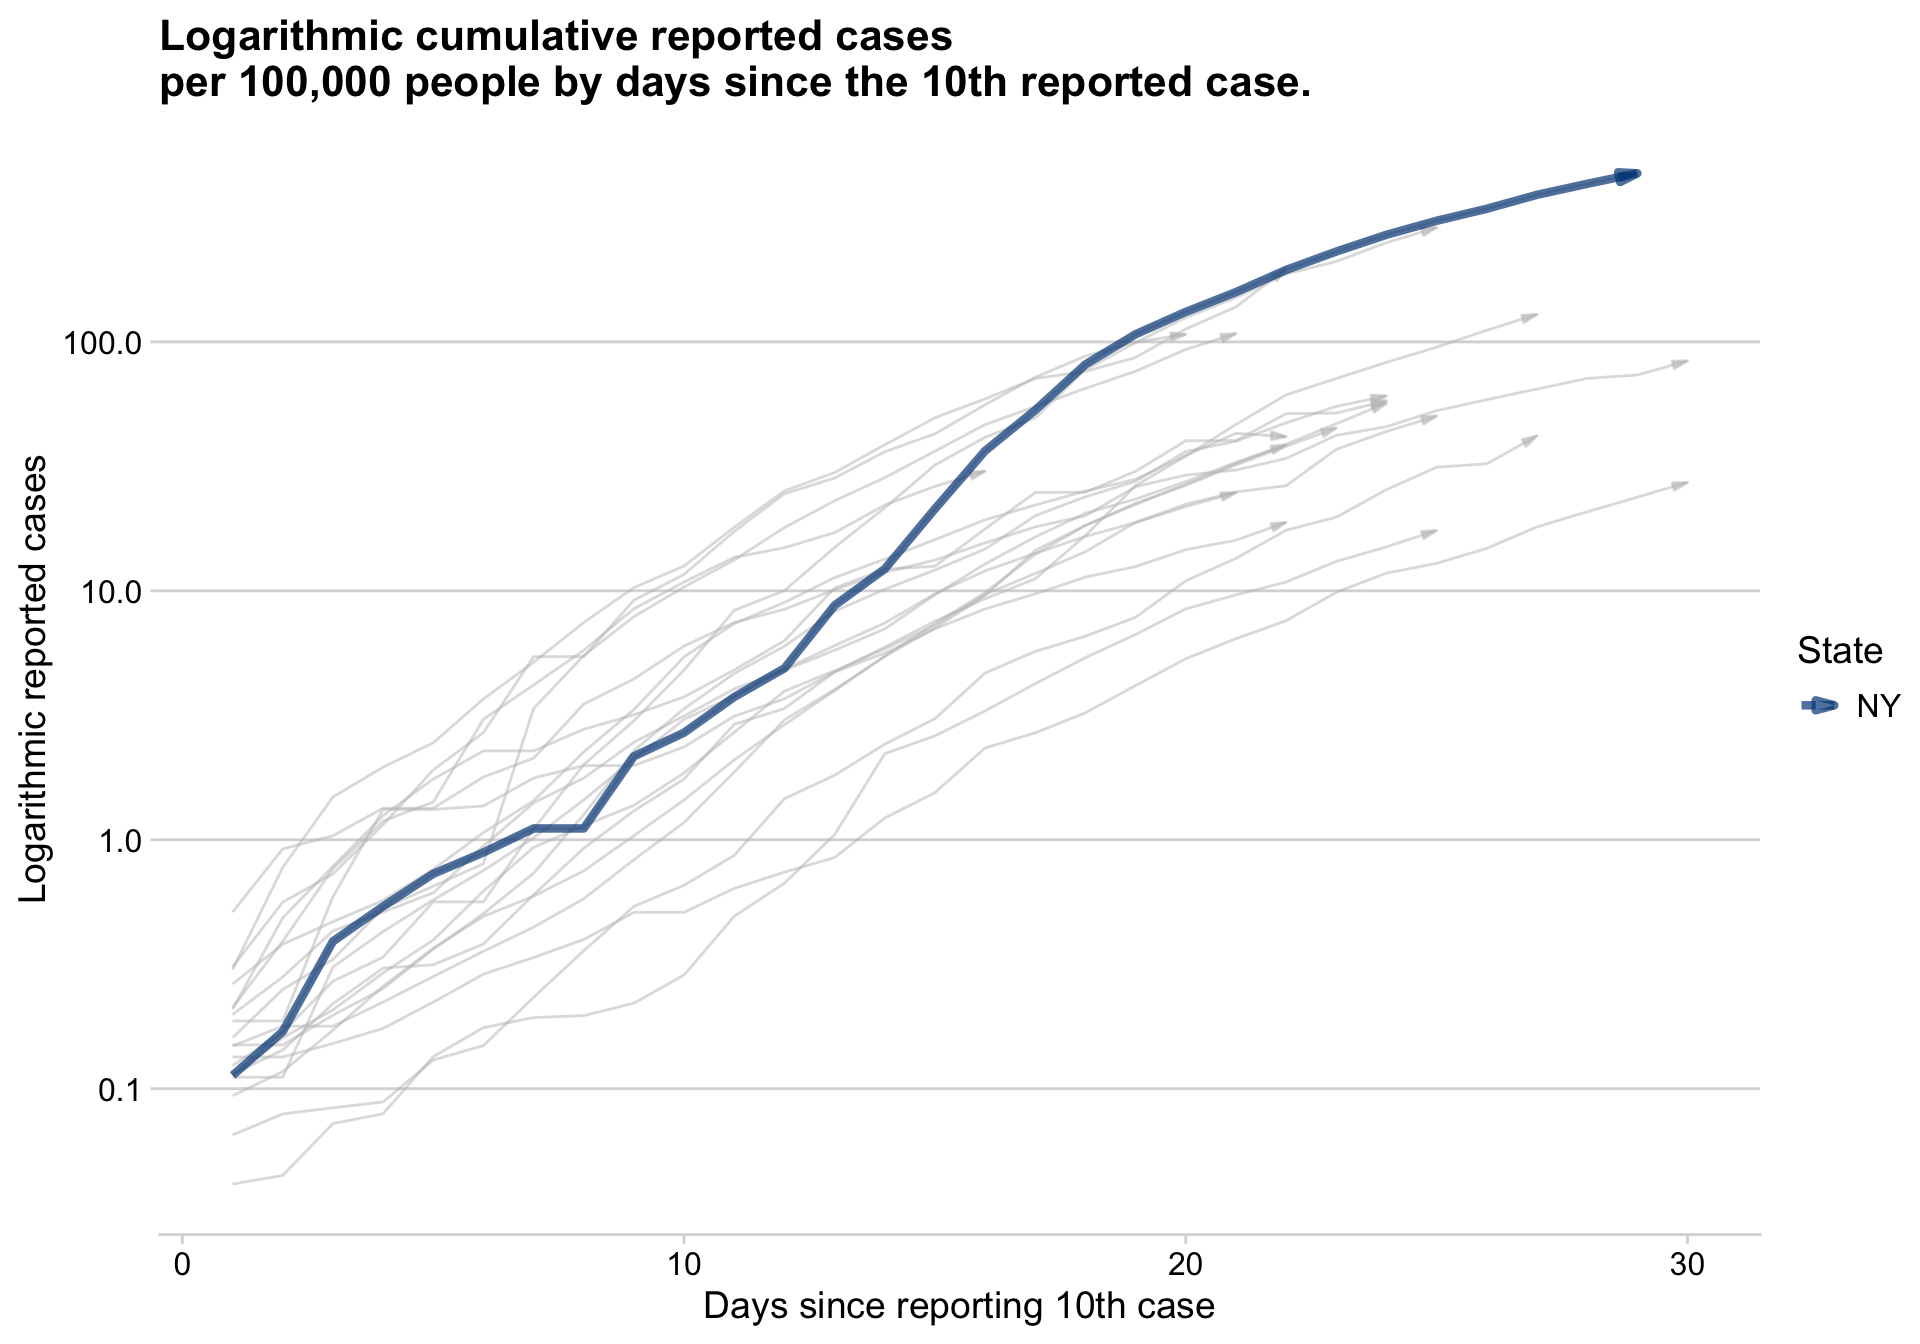 Logarithmic cumulative reported cases
per 100,000 people by days since the 10th reported case.
Logarithmic reported cases
100.0
10.0
1.0
0.1
0
10
20
30
Days since reporting 10th case
State
NY